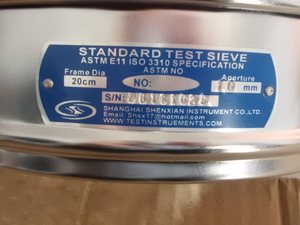 STANDARD TEST SIEVE
ASTM E11 ISO 3310 SPECIFICATION
ASTM NO
Frame Dia
Aperture
20cm
NO:
mm
S/N:
SHANGHAI SHENXIAN INSTRUMENT CO.,LTD.
Email: Shsx17@hotmail.com
WWW.TESTINSTRUEMENTS.COM